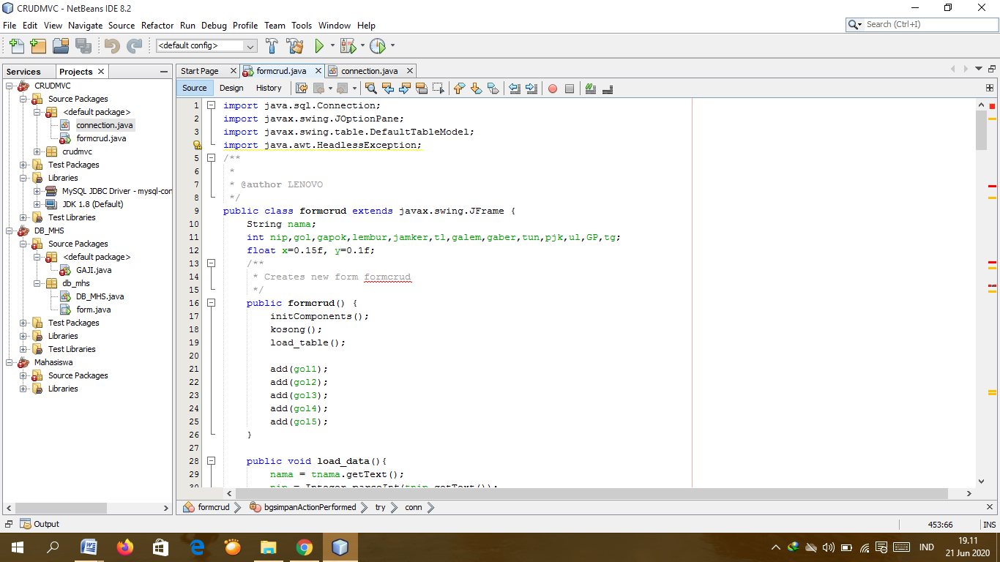 CRUDMVC - NetBeans IDE 8.2
File Edit View Navigate Source Refactor Run Debug Profile Team Tools Window Help
Search (Ctrl+I)
<default config>
Services Projects
Start Page formcrud.java connection.java
Source Design History
CRUDMVC
Source Packages
<default package>
connection.java
formcrud.java
crudmvc
Test Packages
Libraries
MySQL JDBC Driver - mysql-con
JDK 1.8 (Default)
Test Libraries
DB_MHS
Source Packages
<default package>
GAJI.java
db_mhs
DB_MHS.java
form.java
Test Packages
Libraries
Test Libraries
Mahasiswa
Source Packages
Libraries
1 import java.sql.Connection;
2 import javax.swing.JOptionPane;
3 import javax.swing.table.DefaultTableModel;
import java.awt.HeadlessException;
5 /**
6 *
7 * @author LENOVO
8 */
9 public class formcrud extends javax.swing.JFrame {
10 String nama;
11 int nip,gol,gapok,lembur,jamker,tl,galem,gaber,tun,pjk,ul,GP,tg;
12 float x=0.15f, y=0.1f;
13 /**
14 * Creates new form formcrud
15 */
16 public formcrud() {
17 initComponents();
18 kosong();
19 load_table();
20
21 add(gol1);
22 add(gol2);
23 add(gol3);
24 add(gol4);
25 add(gol5);
26 }
27
28 public void load_data(){
29 nama = tnama.getText();
30 nip = Integer.parseInt(tnip.getText());
formcrud bgsimpanActionPerformed try conn
Output
453:66 INS
IND
19.11
21 Jun 2020